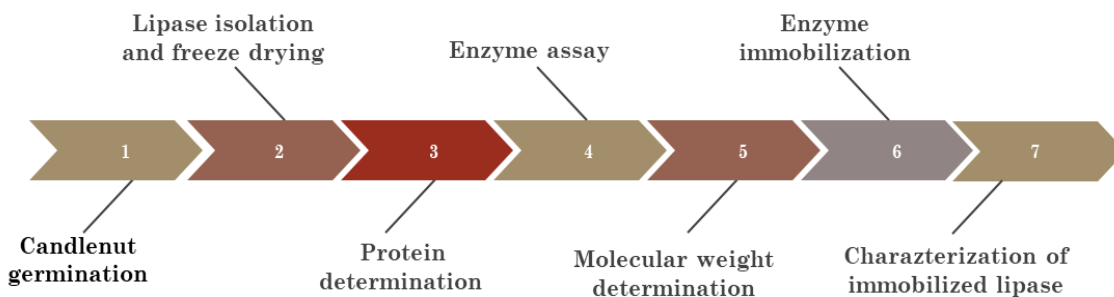 Lipase isolation
and freeze drying
Enzyme assay
Enzyme
immobilization
1
2
3
4
5
6
7
Candlenut
germination
Protein
determination
Molecular weight
determination
Charazterization of
immobilized lipase